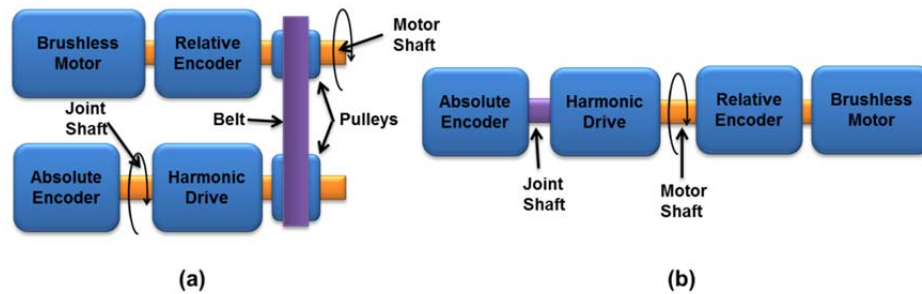 Brushless
Motor
Relative
Encoder
Motor
Shaft
Joint
Shaft
Belt
Pulleys
Absolute
Encoder
Harmonic
Drive
(a)
Absolute
Encoder
Harmonic
Drive
Relative
Encoder
Brushless
Motor
Joint
Shaft
Motor
Shaft
(b)